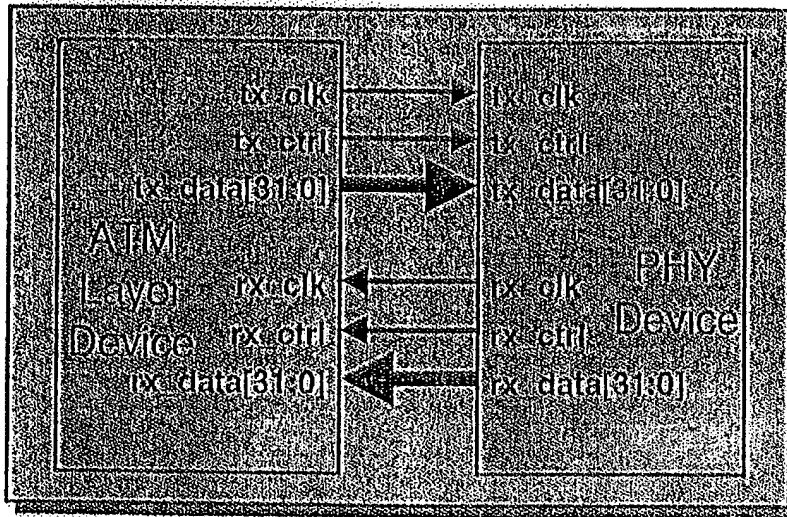 tx clk
tx ctrl
tx data[31:0]
ATM
Layer
Device
rx clk
rx ctrl
rx data[31:0]
tx clk
tx ctrl
tx data[31:0]
PHY
Device
rx clk
rx ctrl
rx data[31:0]